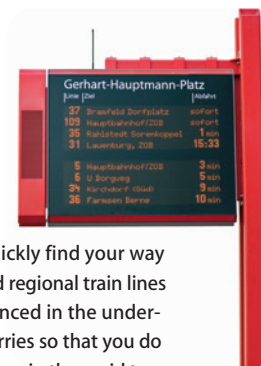 Gerhart-Hauptmann-Platz
Linie Ziel Abfahrt
37 Bramfeld Dorfplatz sofort
109 Hauptbahnhof/ZOB sofort
35 Rahlstedt Sorenkoppel 1 min
31 Lauenburg, ZOB 15:33
5 Hauptbahnhof/ZOB 3 min
6 U Borgweg 5 min
34 Kirchdorf (Süd) 9 min
36 Farmsen Berne 10 min
ickly find your way
d regional train lines
nced in the under-
rries so that you do